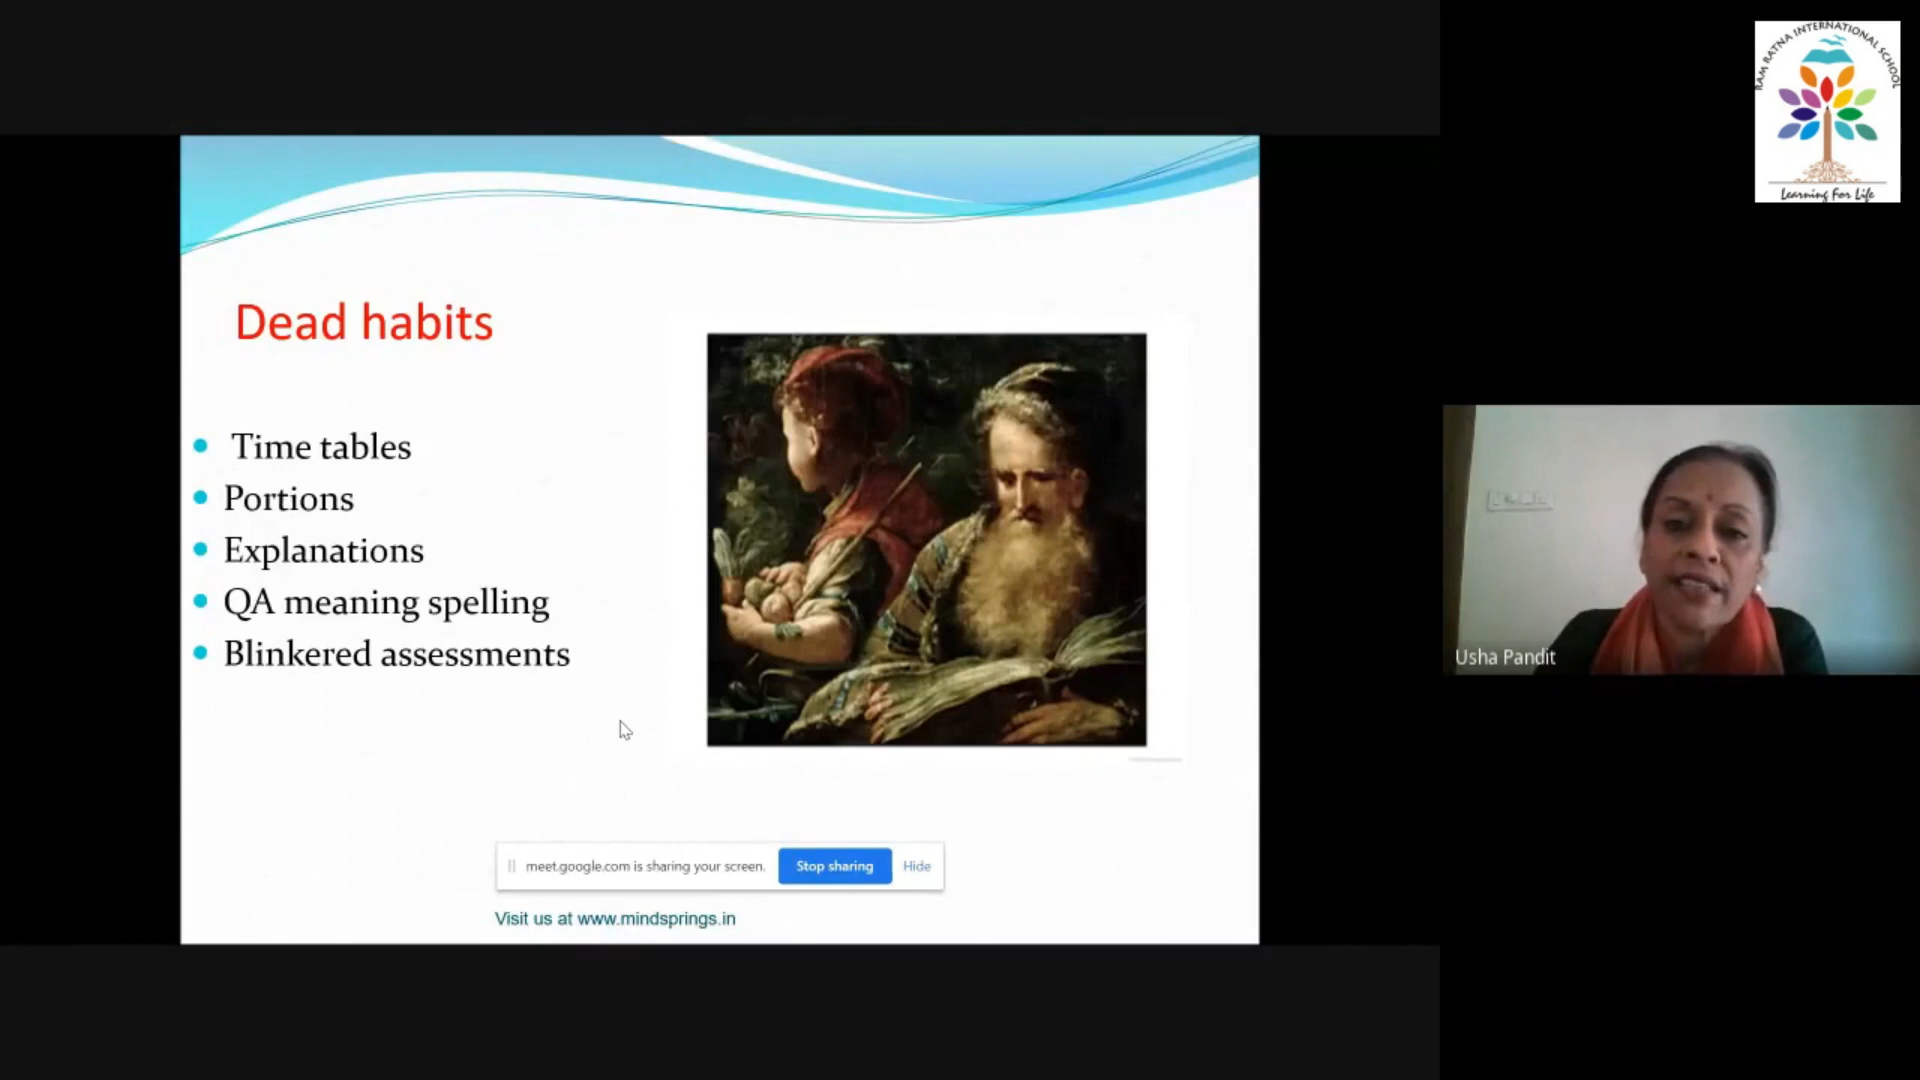 RAM RATNA INTERNATIONAL SCHOOL
Learning For Life
Dead habits
Time tables
Portions
Explanations
QA meaning spelling
Blinkered assessments
Usha Pandit
meet.google.com is sharing your screen. Stop sharing Hide
Visit us at www.mindsprings.in